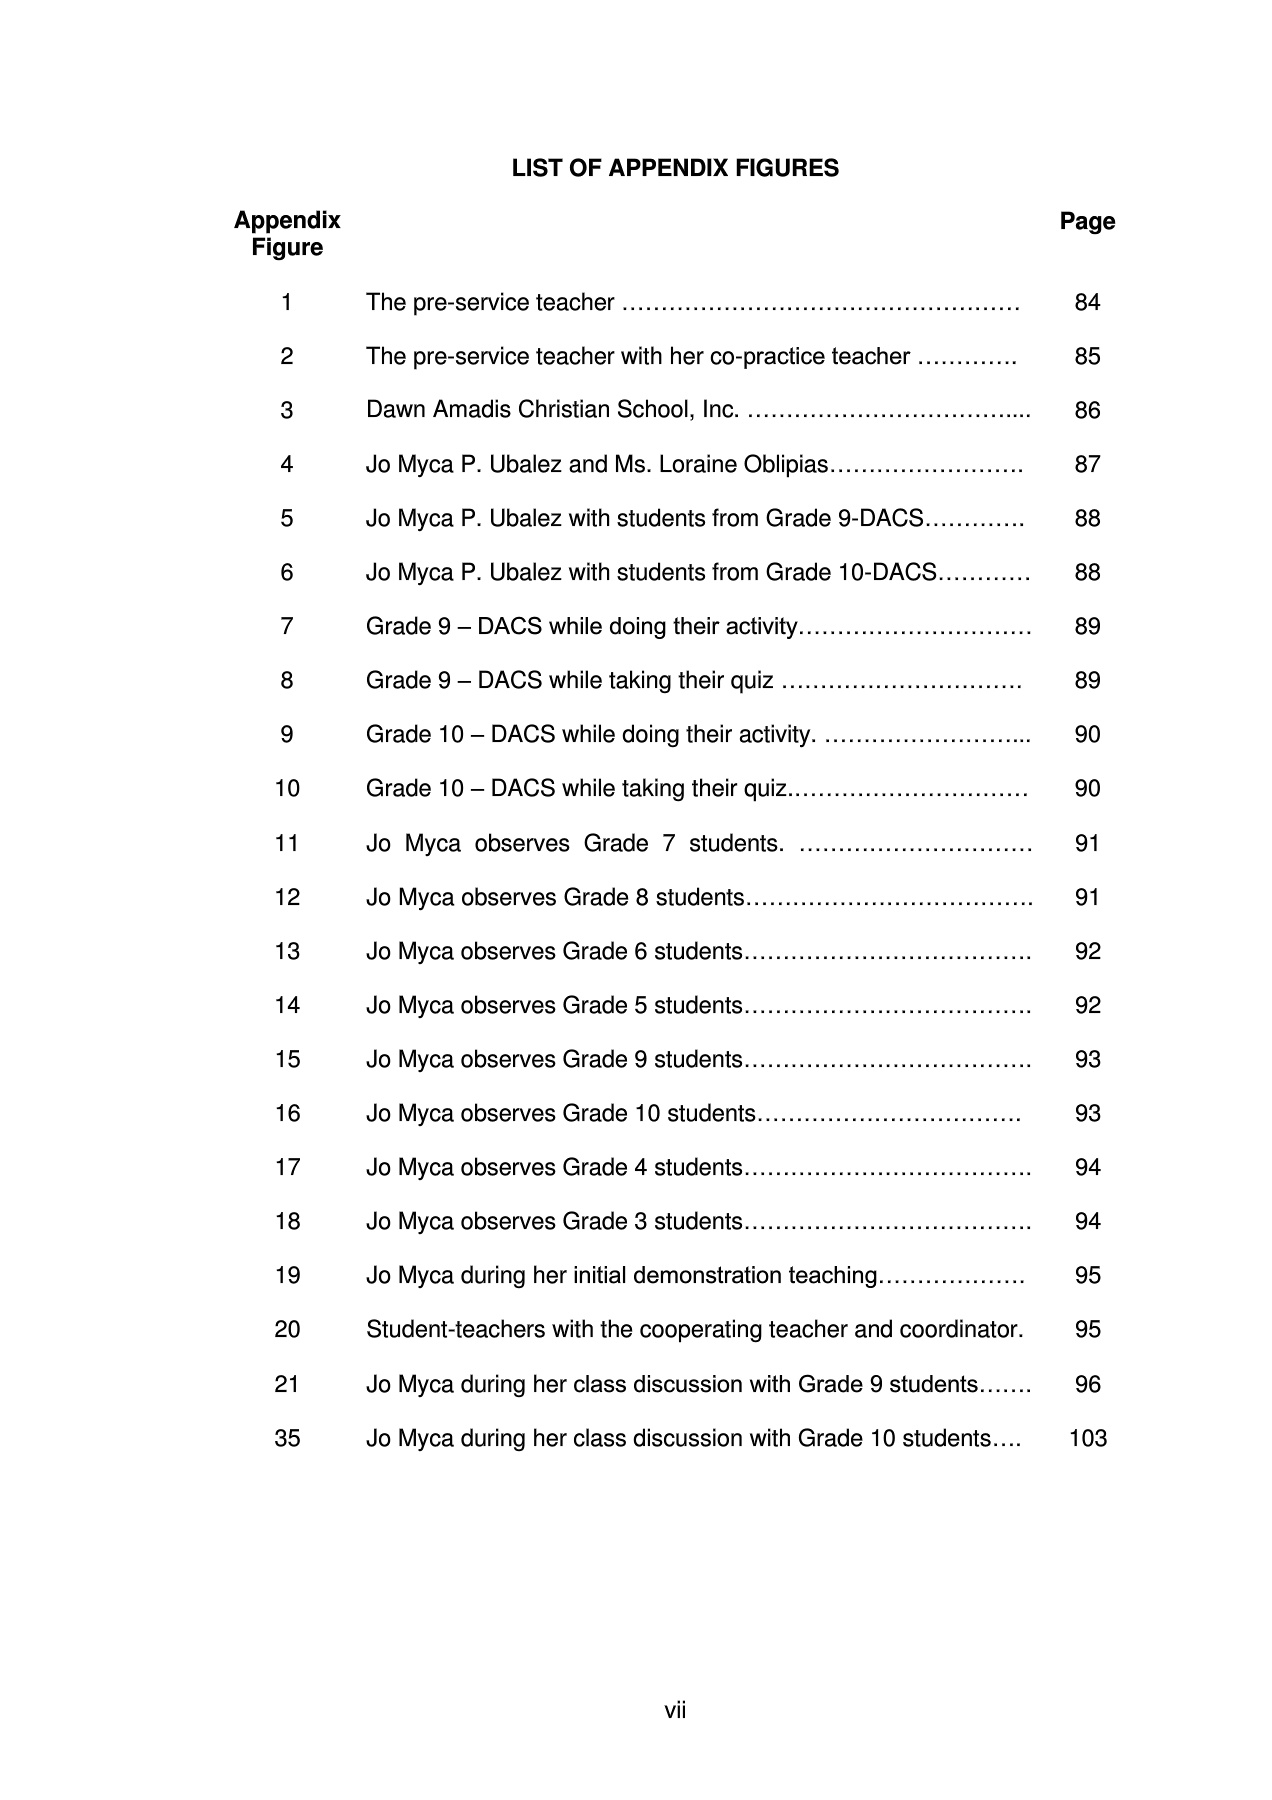 LIST OF APPENDIX FIGURES
Appendix Figure Page
1 The pre-service teacher …………………………………………… 84
2 The pre-service teacher with her co-practice teacher …………. 85
3 Dawn Amadis Christian School, Inc. …………………………….... 86
4 Jo Myca P. Ubalez and Ms. Loraine Oblipias……………………. 87
5 Jo Myca P. Ubalez with students from Grade 9-DACS…………. 88
6 Jo Myca P. Ubalez with students from Grade 10-DACS………… 88
7 Grade 9 – DACS while doing their activity………………………… 89
8 Grade 9 – DACS while taking their quiz …………………………. 89
9 Grade 10 – DACS while doing their activity. ……………………... 90
10 Grade 10 – DACS while taking their quiz.………………………… 90
11 Jo Myca observes Grade 7 students. ………………………… 91
12 Jo Myca observes Grade 8 students………………………………. 91
13 Jo Myca observes Grade 6 students………………………………. 92
14 Jo Myca observes Grade 5 students………………………………. 92
15 Jo Myca observes Grade 9 students………………………………. 93
16 Jo Myca observes Grade 10 students……………………………. 93
17 Jo Myca observes Grade 4 students………………………………. 94
18 Jo Myca observes Grade 3 students………………………………. 94
19 Jo Myca during her initial demonstration teaching………………. 95
20 Student-teachers with the cooperating teacher and coordinator. 95
21 Jo Myca during her class discussion with Grade 9 students……. 96
35 Jo Myca during her class discussion with Grade 10 students…. 103
vii